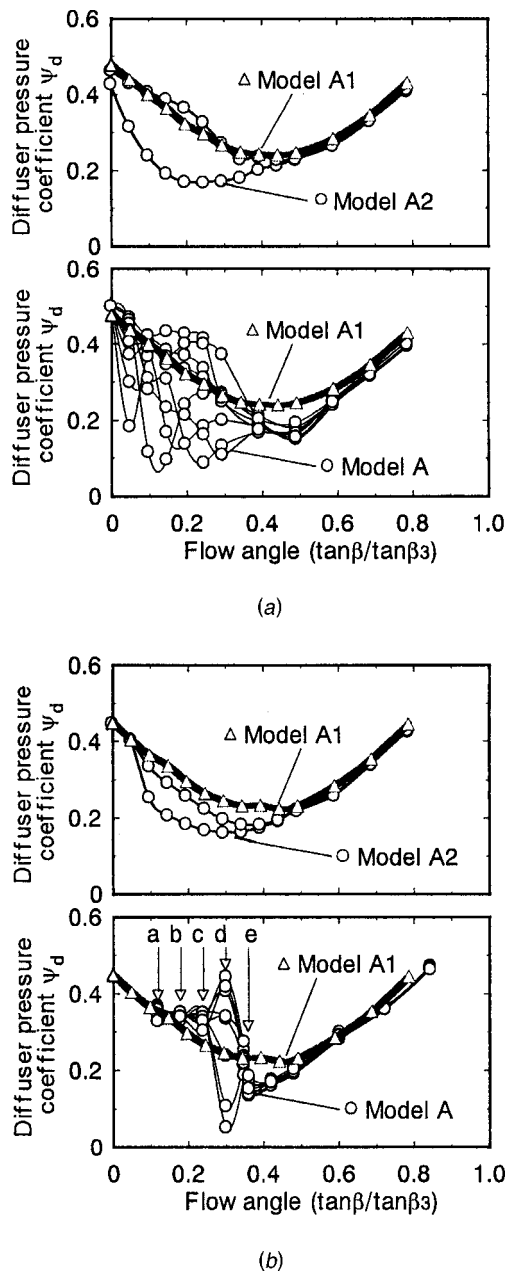 0.6
0.4
0.2
0
Diffuser pressure
coefficient ψd
△ Model A1
○ Model A2
0.6
0.4
0.2
0
Diffuser pressure
coefficient ψd
△ Model A1
○ Model A
0 0.2 0.4 0.6 0.8 1.0
Flow angle (tanβ/tanβ3)
(a)
0.6
0.4
0.2
0
Diffuser pressure
coefficient ψd
△ Model A1
○ Model A2
0.6
0.4
0.2
0
Diffuser pressure
coefficient ψd
a b c d e
△ Model A1
○ Model A
0 0.2 0.4 0.6 0.8 1.0
Flow angle (tanβ/tanβ3)
(b)